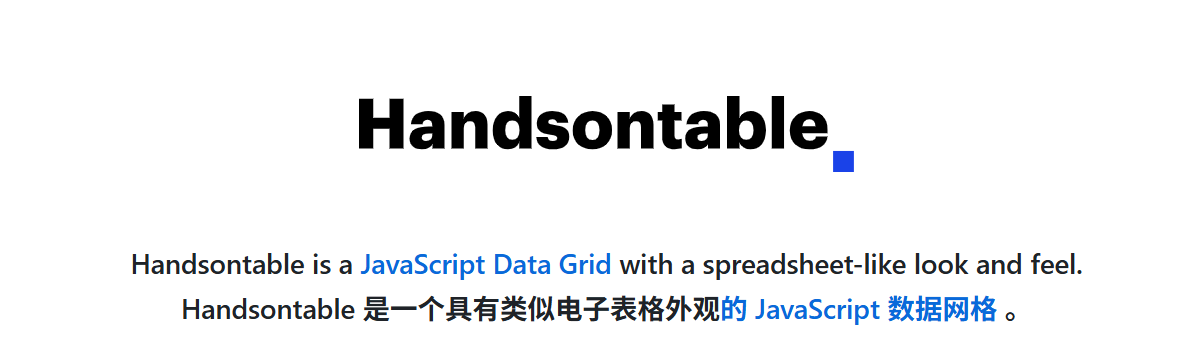 Handsontable
Handsontable is a JavaScript Data Grid with a spreadsheet-like look and feel.
Handsontable 是一个具有类似电子表格外观的 JavaScript 数据网格 。